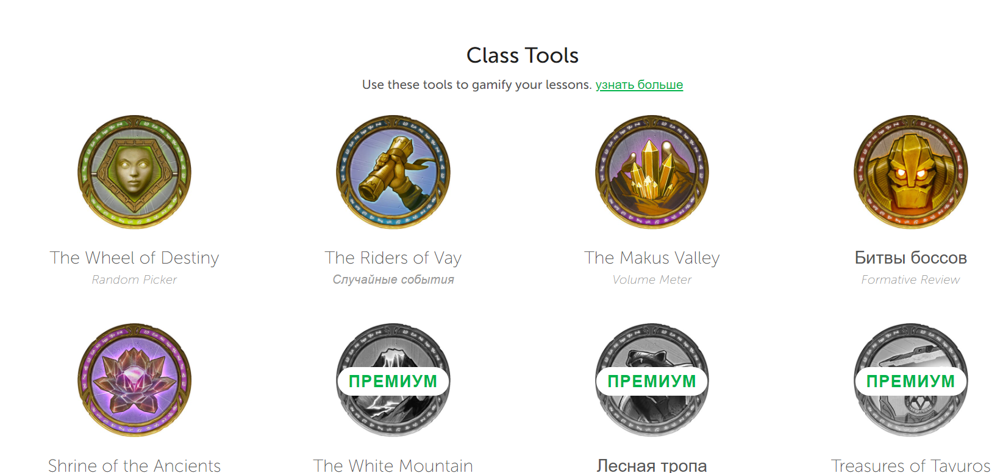 Class Tools
Use these tools to gamify your lessons. узнать больше
The Wheel of Destiny
Random Picker
The Riders of Vay
Случайные события
The Makus Valley
Volume Meter
Битвы боссов
Formative Review
Shrine of the Ancients
ПРЕМИУМ
The White Mountain
ПРЕМИУМ
Лесная тропа
ПРЕМИУМ
Treasures of Tavuros